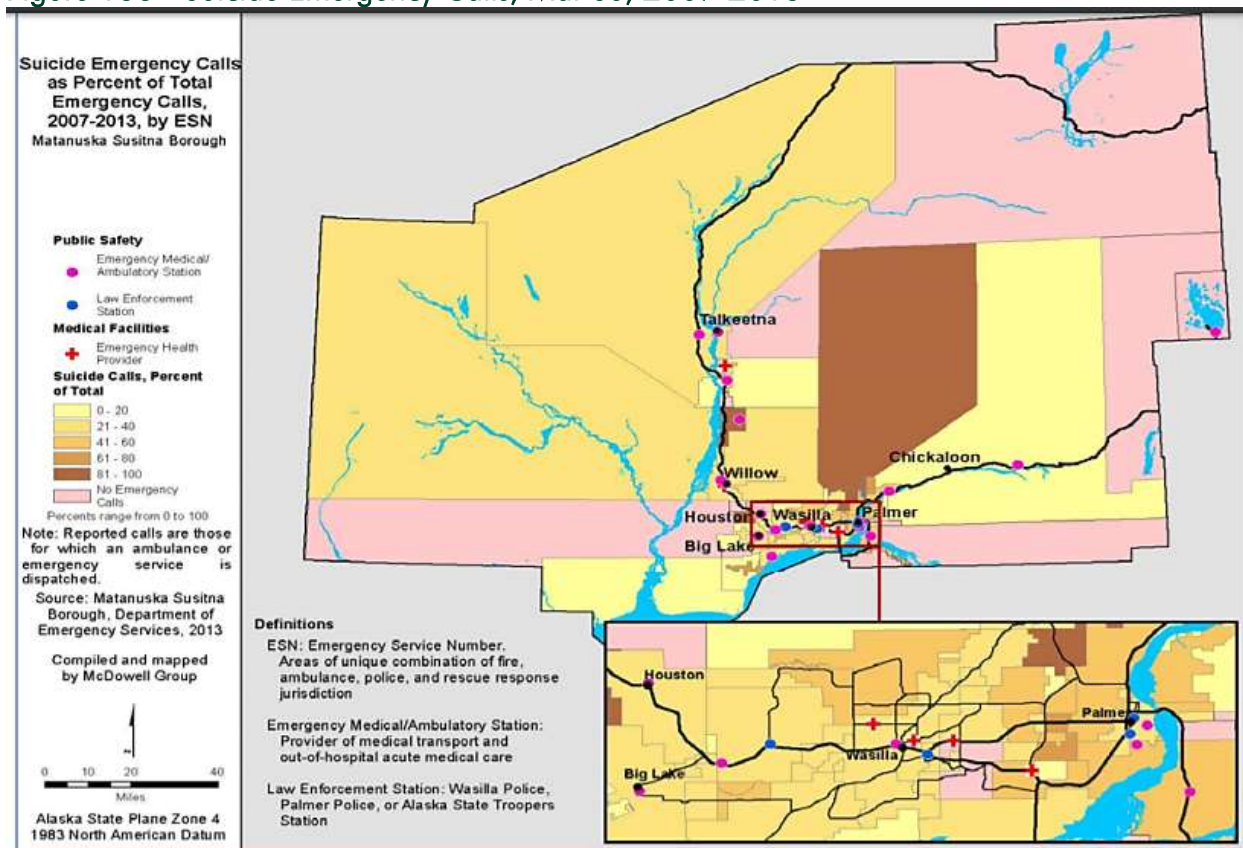 Suicide Emergency Calls
as Percent of Total
Emergency Calls,
2007-2013, by ESN
Matanuska Susitna Borough
Public Safety
Emergency Medical/
Ambulatory Station
Law Enforcement
Station
Medical Facilities
Emergency Health
Provider
Suicide Calls, Percent
of Total
0 - 20
21 - 40
41 - 60
61 - 80
81 - 100
No Emergency
Calls
Percents range from 0 to 100
Note: Reported calls are those
for which an ambulance or
emergency service is
dispatched.
Source: Matanuska Susitna
Borough, Department of
Emergency Services, 2013
Compiled and mapped
by McDowell Group
0 10 20 40
Miles
Alaska State Plane Zone 4
1983 North American Datum
Talkeetna
Chickaloon
Willow
Houston Wasilla Palmer
Big Lake
Definitions
ESN: Emergency Service Number.
Areas of unique combination of fire,
ambulance, police, and rescue response
jurisdiction
Emergency Medical/Ambulatory Station:
Provider of medical transport and
out-of-hospital acute medical care
Law Enforcement Station: Wasilla Police,
Palmer Police, or Alaska State Troopers
Station
Houston
Palmer
Wasilla
Big Lake